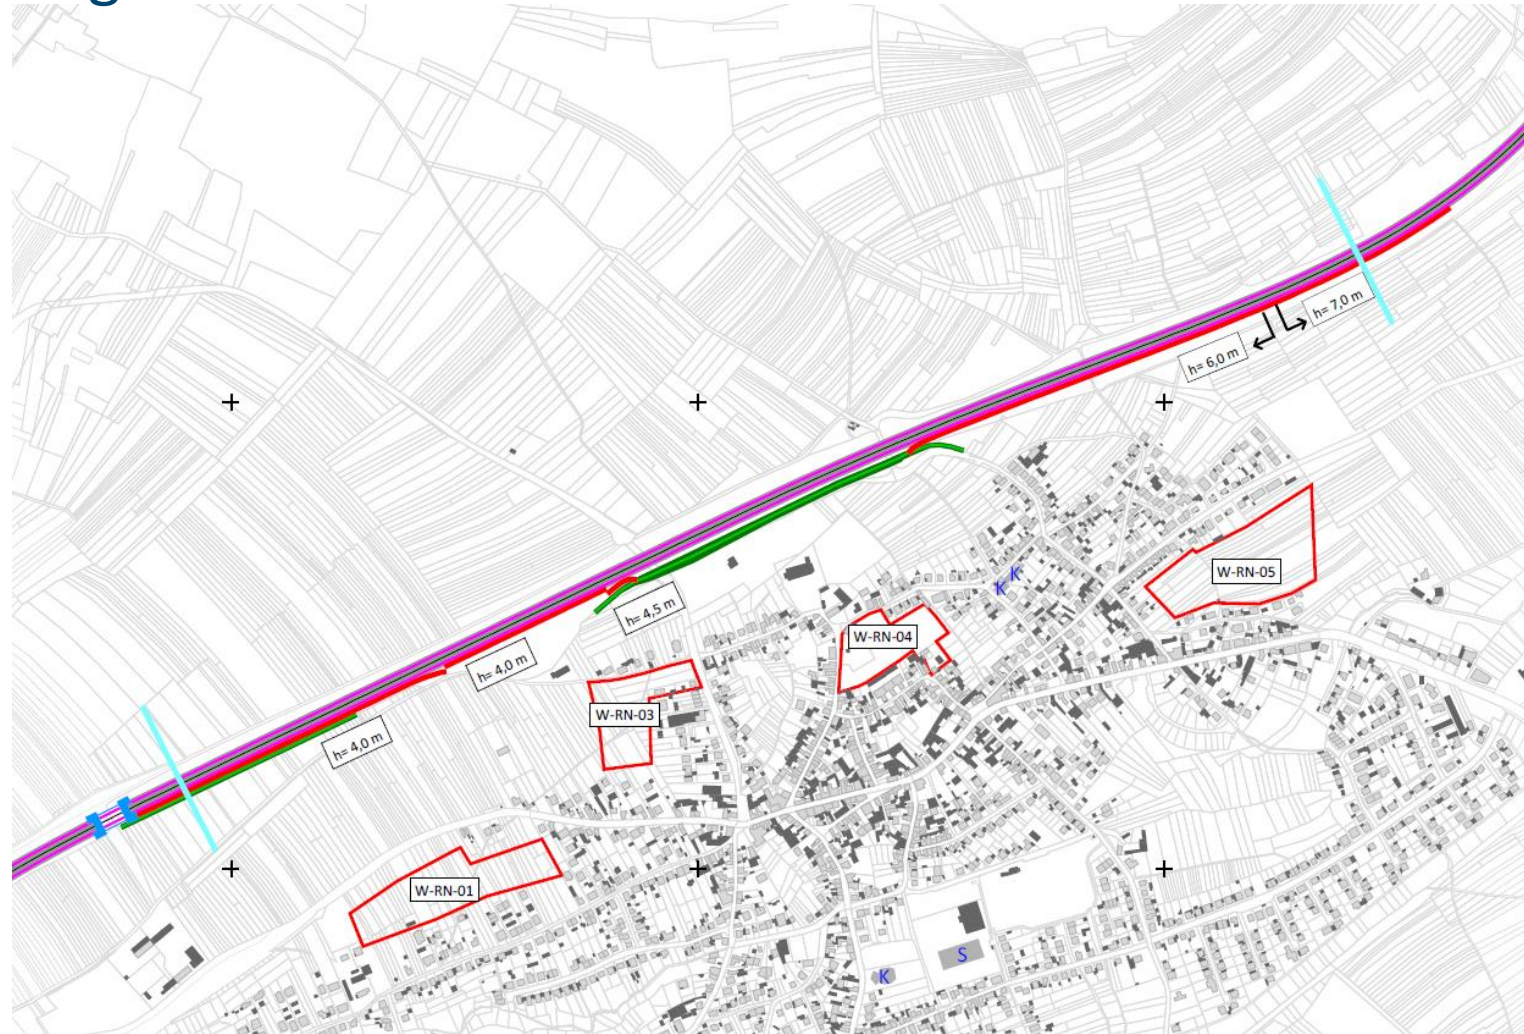 h= 7,0 m
h= 6,0 m
h= 4,5 m
h= 4,0 m
h= 4,0 m
W-RN-05
K
K
W-RN-04
W-RN-03
W-RN-01
S
K